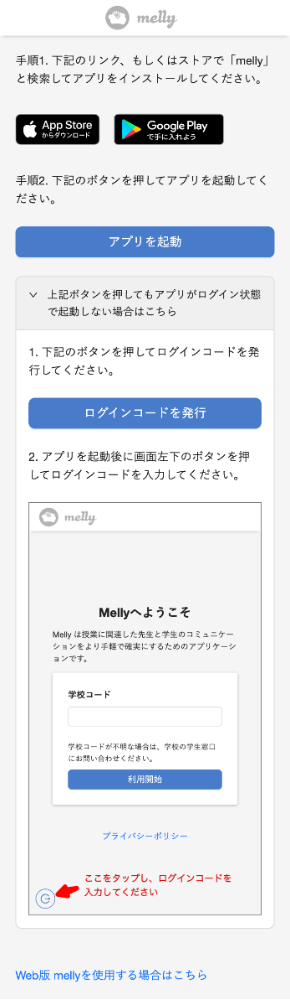 melly
手順1. 下記のリンク、もしくはストアで「melly」
と検索してアプリをインストールしてください。
App Store
からダウンロード
Google Play
で手に入れよう
手順2. 下記のボタンを押してアプリを起動してく
ださい。
アプリを起動
上記ボタンを押してもアプリがログイン状態
で起動しない場合はこちら
1. 下記のボタンを押してログインコードを発
行してください。
ログインコードを発行
2. アプリを起動後に画面左下のボタンを押
してログインコードを入力してください。
melly
Mellyへようこそ
Melly は授業に関連した先生と学生のコミュニケー
ションをより手軽で確実にするためのアプリケーシ
ョンです。
学校コード
学校コードが不明な場合は、学校の学生窓口
にお問い合わせください。
利用開始
プライバシーポリシー
ここをタップし、ログインコードを
入力してください
Web版 mellyを使用する場合はこちら